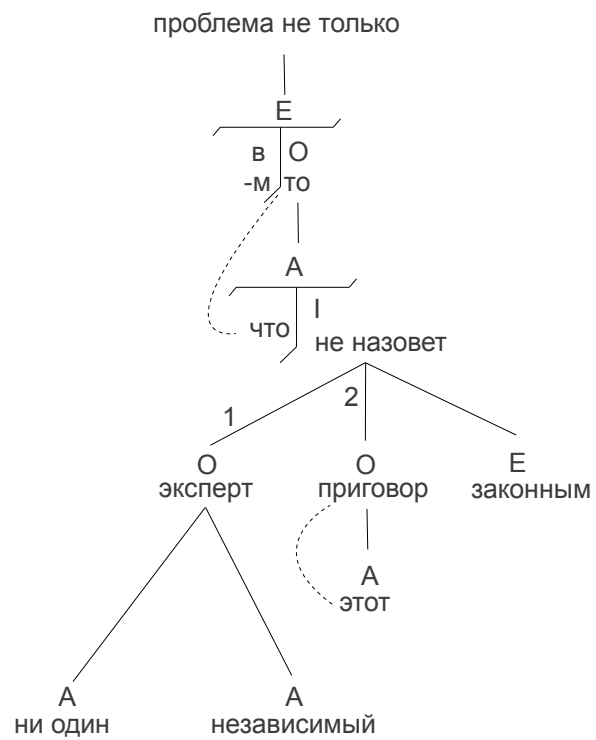 проблема не только
E
в О
-м то
А
что I
не назовет
1 2
О О Е
эксперт приговор законным
А
этот
А А
ни один независимый